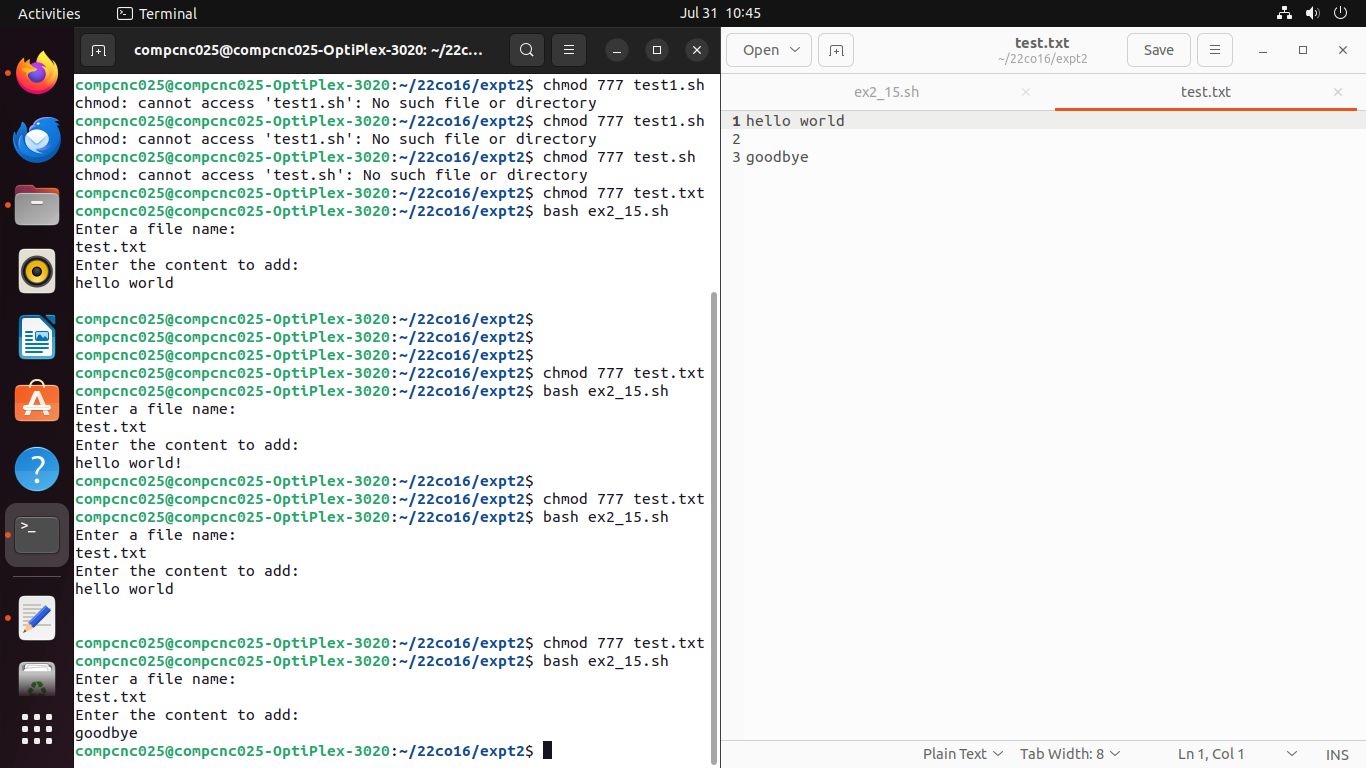 Activities
Terminal
Jul 31 10:45
compcnc025@compcnc025-OptiPlex-3020: ~/22c...
compcnc025@compcnc025-OptiPlex-3020:~/22co16/expt2$ chmod 777 test1.sh
chmod: cannot access 'test1.sh': No such file or directory
compcnc025@compcnc025-OptiPlex-3020:~/22co16/expt2$ chmod 777 test1.sh
chmod: cannot access 'test1.sh': No such file or directory
compcnc025@compcnc025-OptiPlex-3020:~/22co16/expt2$ chmod 777 test.sh
chmod: cannot access 'test.sh': No such file or directory
compcnc025@compcnc025-OptiPlex-3020:~/22co16/expt2$ chmod 777 test.txt
compcnc025@compcnc025-OptiPlex-3020:~/22co16/expt2$ bash ex2_15.sh
Enter a file name:
test.txt
Enter the content to add:
hello world
compcnc025@compcnc025-OptiPlex-3020:~/22co16/expt2$
compcnc025@compcnc025-OptiPlex-3020:~/22co16/expt2$
compcnc025@compcnc025-OptiPlex-3020:~/22co16/expt2$
compcnc025@compcnc025-OptiPlex-3020:~/22co16/expt2$ chmod 777 test.txt
compcnc025@compcnc025-OptiPlex-3020:~/22co16/expt2$ bash ex2_15.sh
Enter a file name:
test.txt
Enter the content to add:
hello world!
compcnc025@compcnc025-OptiPlex-3020:~/22co16/expt2$
compcnc025@compcnc025-OptiPlex-3020:~/22co16/expt2$ chmod 777 test.txt
compcnc025@compcnc025-OptiPlex-3020:~/22co16/expt2$ bash ex2_15.sh
Enter a file name:
test.txt
Enter the content to add:
hello world
compcnc025@compcnc025-OptiPlex-3020:~/22co16/expt2$ chmod 777 test.txt
compcnc025@compcnc025-OptiPlex-3020:~/22co16/expt2$ bash ex2_15.sh
Enter a file name:
test.txt
Enter the content to add:
goodbye
compcnc025@compcnc025-OptiPlex-3020:~/22co16/expt2$
Open
test.txt
~/22co16/expt2
Save
ex2_15.sh
test.txt
1 hello world
2
3 goodbye
Plain Text
Tab Width: 8
Ln 1, Col 1
INS